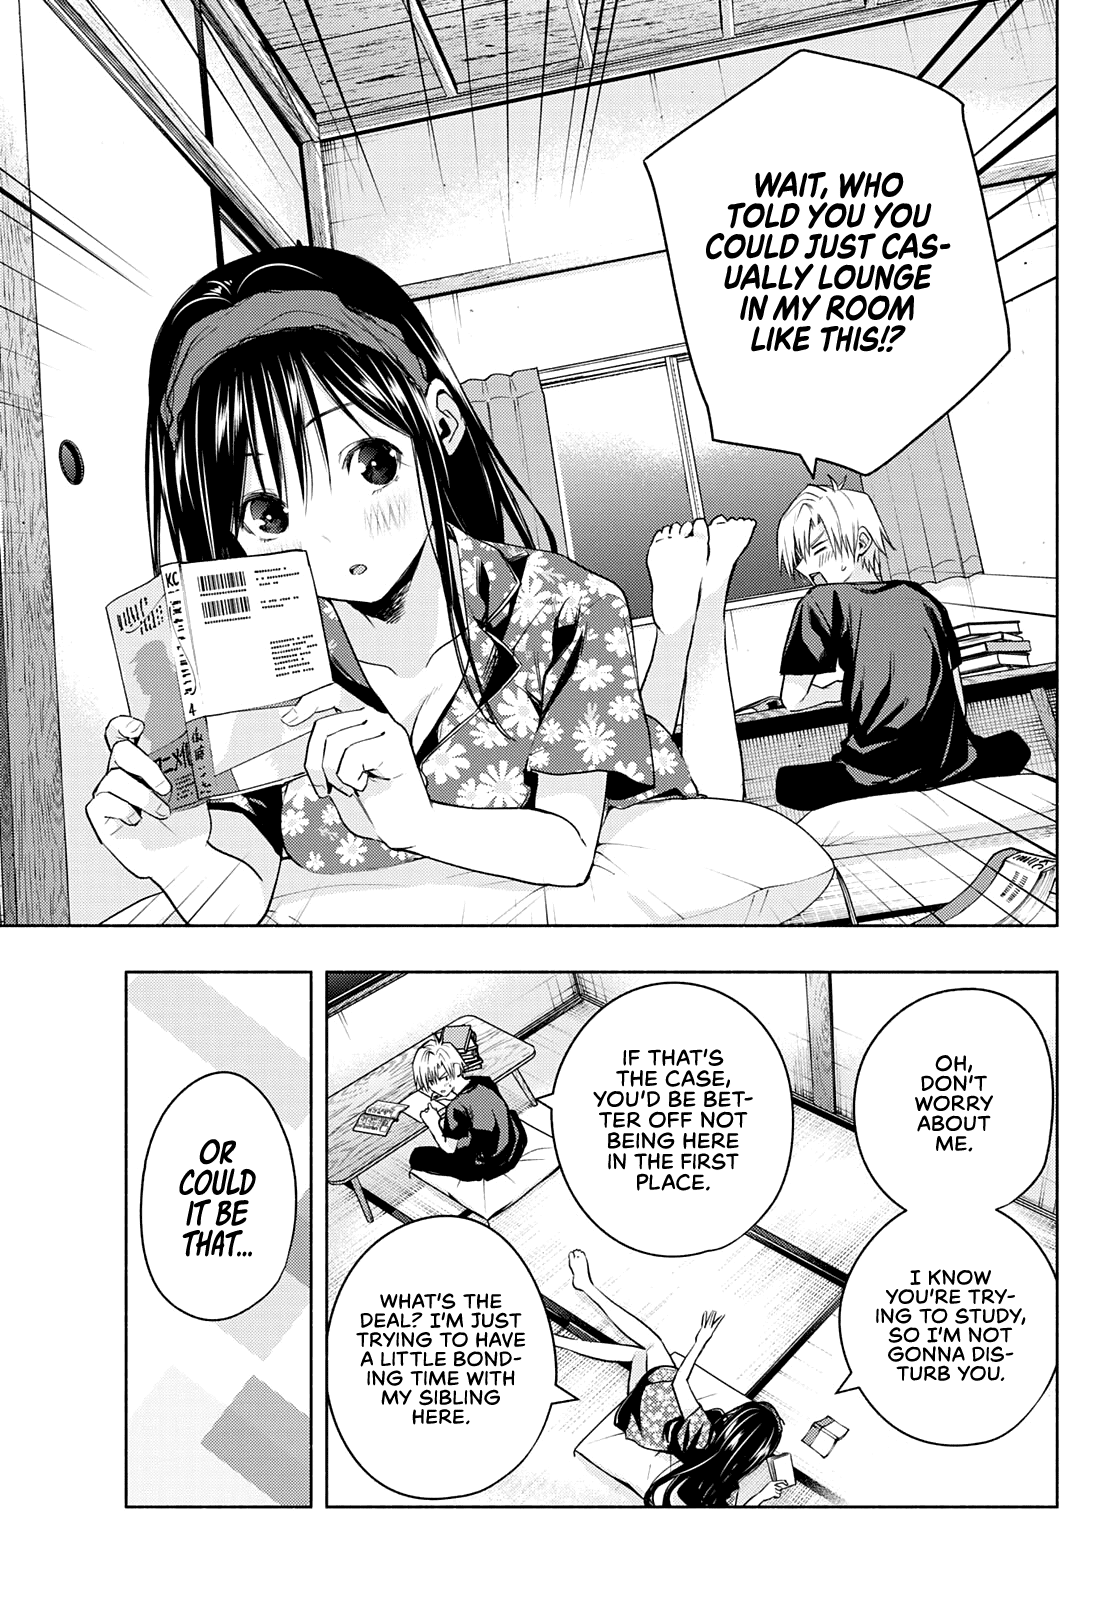 WAIT, WHO
TOLD YOU YOU
COULD JUST CAS-
UALLY LOUNGE
IN MY ROOM
LIKE THIS!?
KC
4
OH,
DON'T
WORRY
ABOUT
ME.
I KNOW
YOU'RE TRY-
ING TO STUDY,
SO I'M NOT
GONNA DIS-
TURB YOU.
IF THAT'S
THE CASE,
YOU'D BE BET-
TER OFF NOT
BEING HERE
IN THE FIRST
PLACE.
WHAT'S THE
DEAL? I'M JUST
TRYING TO HAVE
A LITTLE BOND-
ING TIME WITH
MY SIBLING
HERE.
OR
COULD
IT BE
THAT...